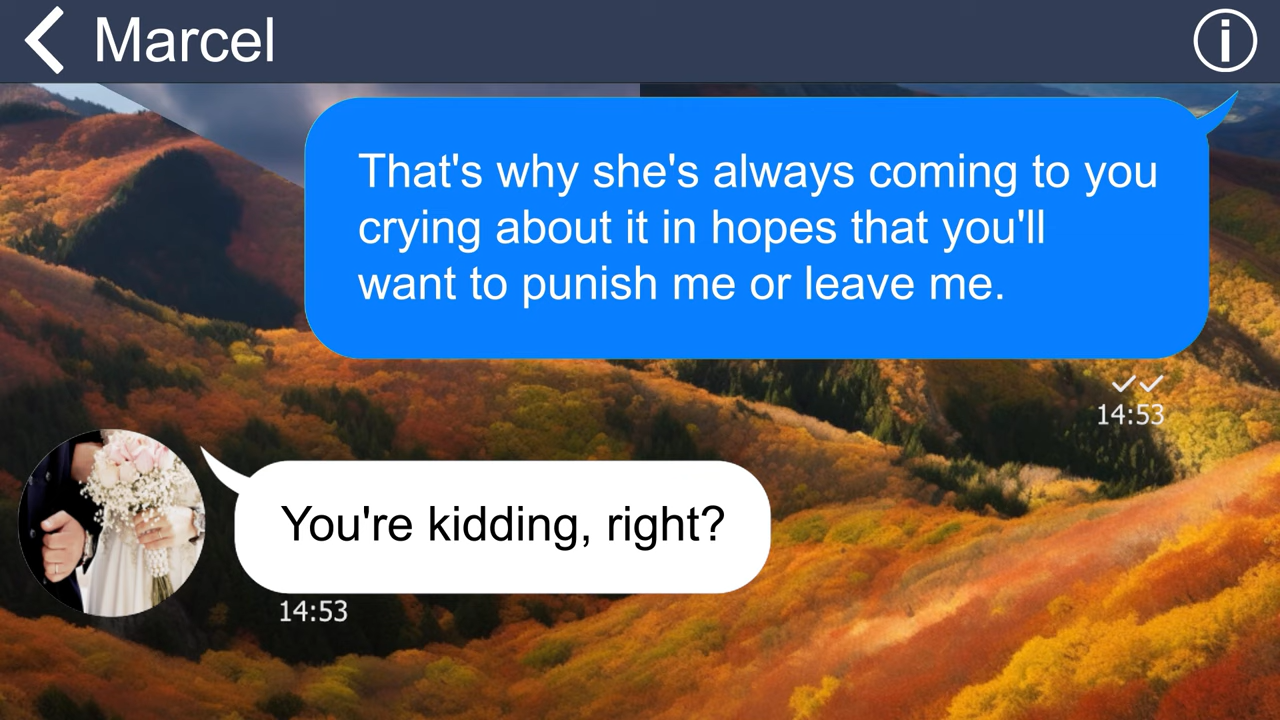 Marcel
That's why she's always coming to you
crying about it in hopes that you'll
want to punish me or leave me.
14:53
You're kidding, right?
14:53